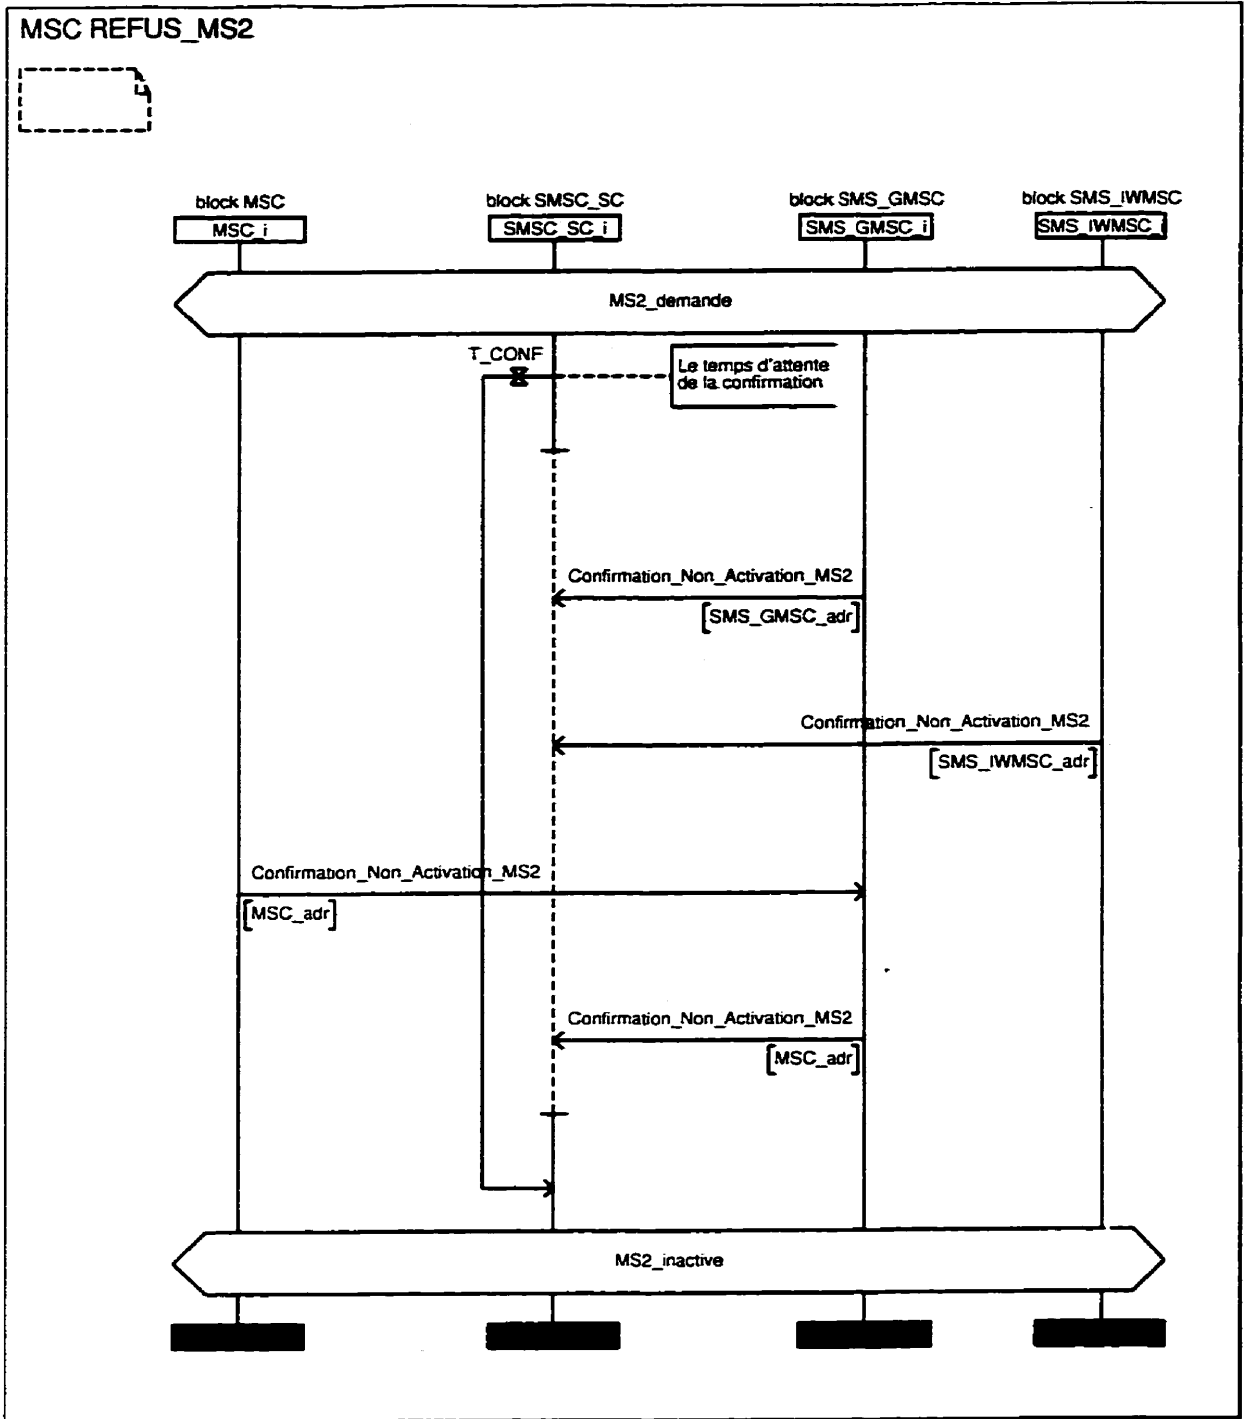 MSC REFUS_MS2
block MSC
block SMSC_SC
block SMS_GMSC
block SMS_IWMSC
MSC_i
SMSC_SC_i
SMS_GMSC_i
SMS_IWMSC_i
MS2_demande
T_CONF
Le temps d'attente
de la confirmation
Confirmation_Non_Activation_MS2
SMS_GMSC_adr
Confirmation_Non_Activation_MS2
SMS_IWMSC_adr
Confirmation_Non_Activation_MS2
MSC_adr
Confirmation_Non_Activation_MS2
MSC_adr
MS2_inactive